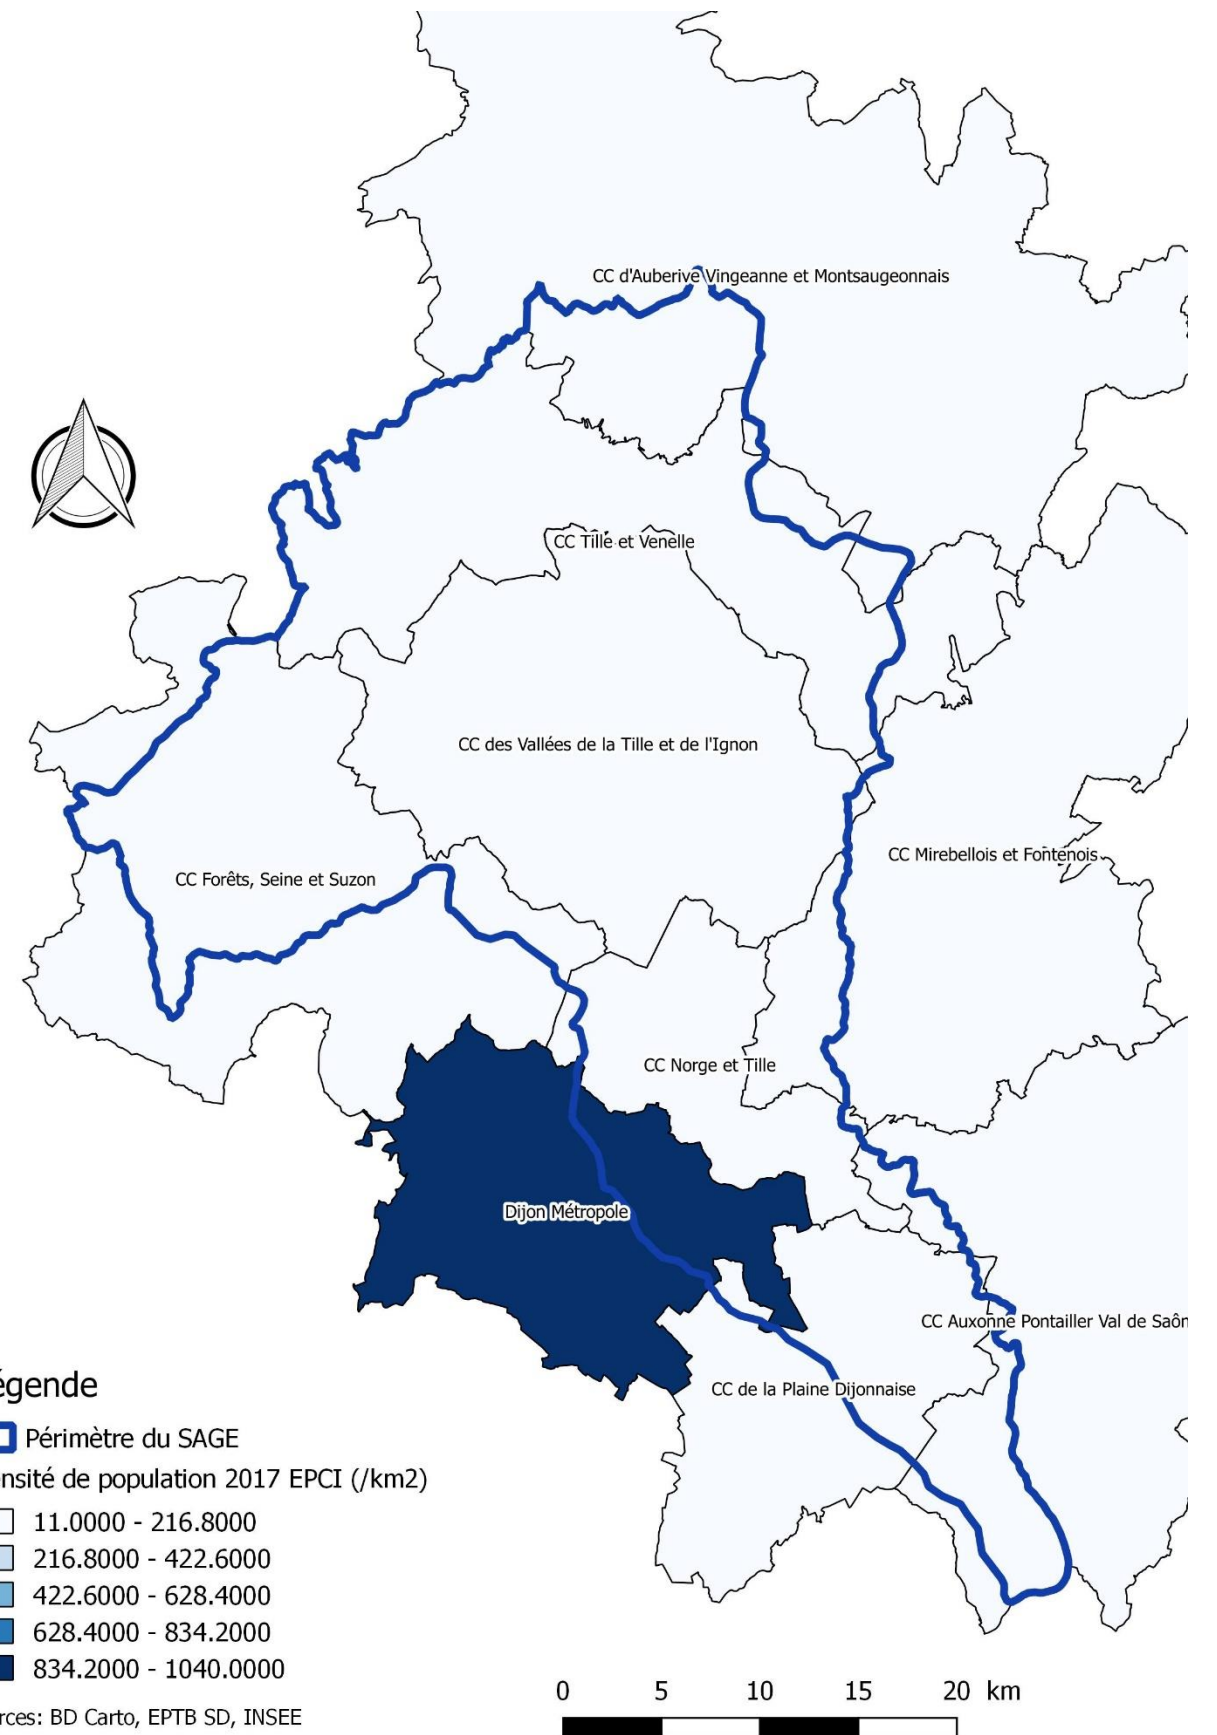 CC d'Auberive Vingeanne et Montsaugeonnais
CC Tille et Venelle
CC des Vallées de la Tille et de l'Ignon
CC Mirebellois et Fontenois
CC Forêts, Seine et Suzon
CC Norge et Tille
Dijon Métropole
CC Auxonne Pontailler Val de Saôn
CC de la Plaine Dijonnaise
égende
Périmètre du SAGE
nsité de population 2017 EPCI (/km2)
11.0000 - 216.8000
216.8000 - 422.6000
422.6000 - 628.4000
628.4000 - 834.2000
834.2000 - 1040.0000
rces: BD Carto, EPTB SD, INSEE
0 5 10 15 20 km